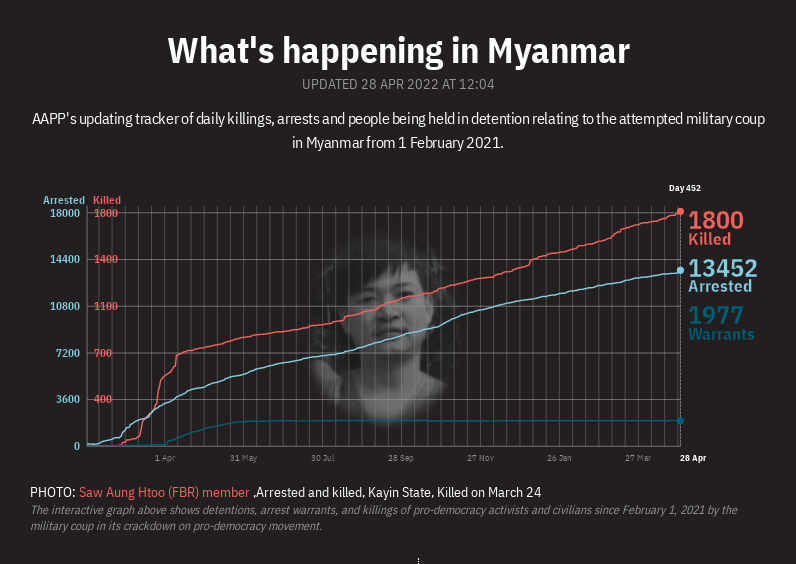 What's happening in Myanmar
UPDATED 28 APR 2022 AT 12:04
AAPP's updating tracker of daily killings, arrests and people being held in detention relating to the attempted military coup
in Myanmar from 1 February 2021.
Day 452
Arrested Killed
18000 1800
14400 1400
10800 1100
7200 700
3600 400
0
1800
Killed
13452
Arrested
1977
Warrants
1 Apr 31 May 30 Jul 28 Sep 27 Nov 26 Jan 27 Mar 28 Apr
PHOTO: Saw Aung Htoo (FBR) member ,Arrested and killed, Kayin State, Killed on March 24
The interactive graph above shows detentions, arrest warrants, and killings of pro-democracy activists and civilians since February 1, 2021 by the
military coup in its crackdown on pro-democracy movement.